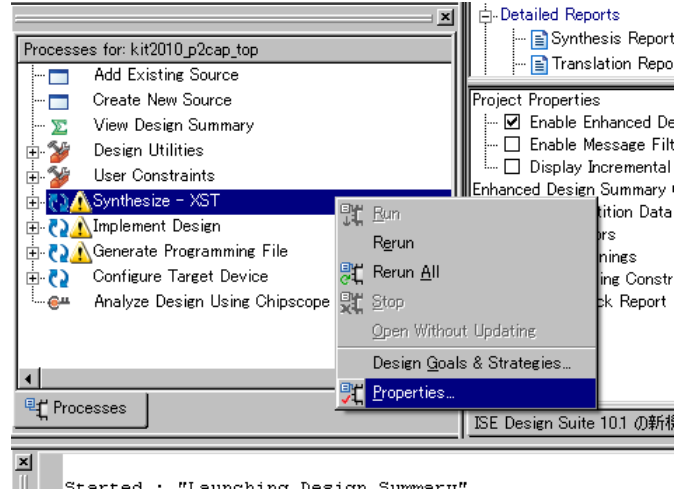 Processes for: kit2010_p2cap_top
Add Existing Source
Create New Source
View Design Summary
Design Utilities
User Constraints
Synthesize - XST
Implement Design
Generate Programming File
Configure Target Device
Analyze Design Using Chipscope
Processes
Run
Rerun
Rerun All
Stop
Open Without Updating
Design Goals & Strategies...
Properties...
Detailed Reports
Synthesis Report
Translation Repo
Project Properties
Enable Enhanced De
Enable Message Filt
Display Incremental
Enhanced Design Summary
tition Data
rs
nings
ing Constr
ck Report
ISE Design Suite 10.1 の新
Started : "Launching Design Summary"